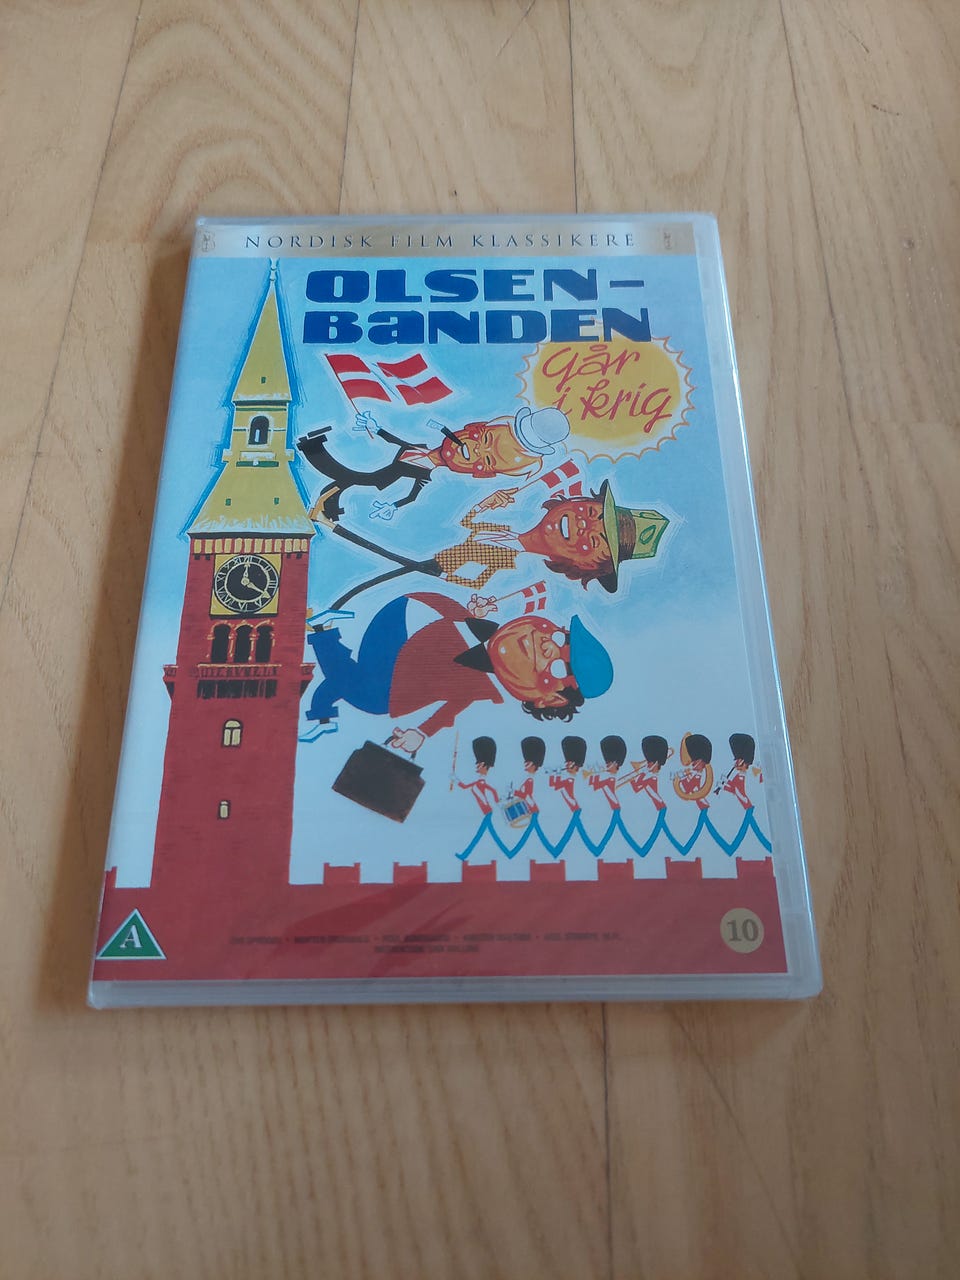 NORDISK FILM KLASSIKERE
OLSEN-
BaNDEN
Går
i krig
A
10